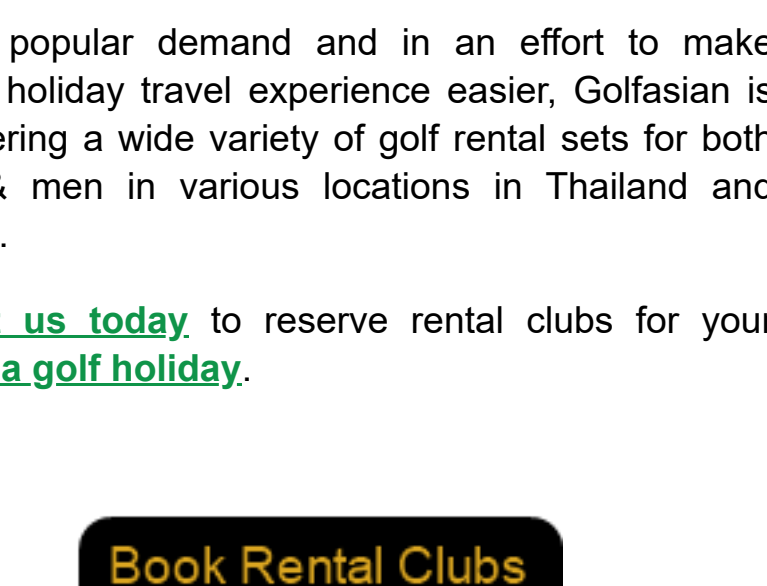 popular demand and in an effort to make
holiday travel experience easier, Golfasian is
ering a wide variety of golf rental sets for both
& men in various locations in Thailand and
.
t us today to reserve rental clubs for your
a golf holiday.
Book Rental Clubs